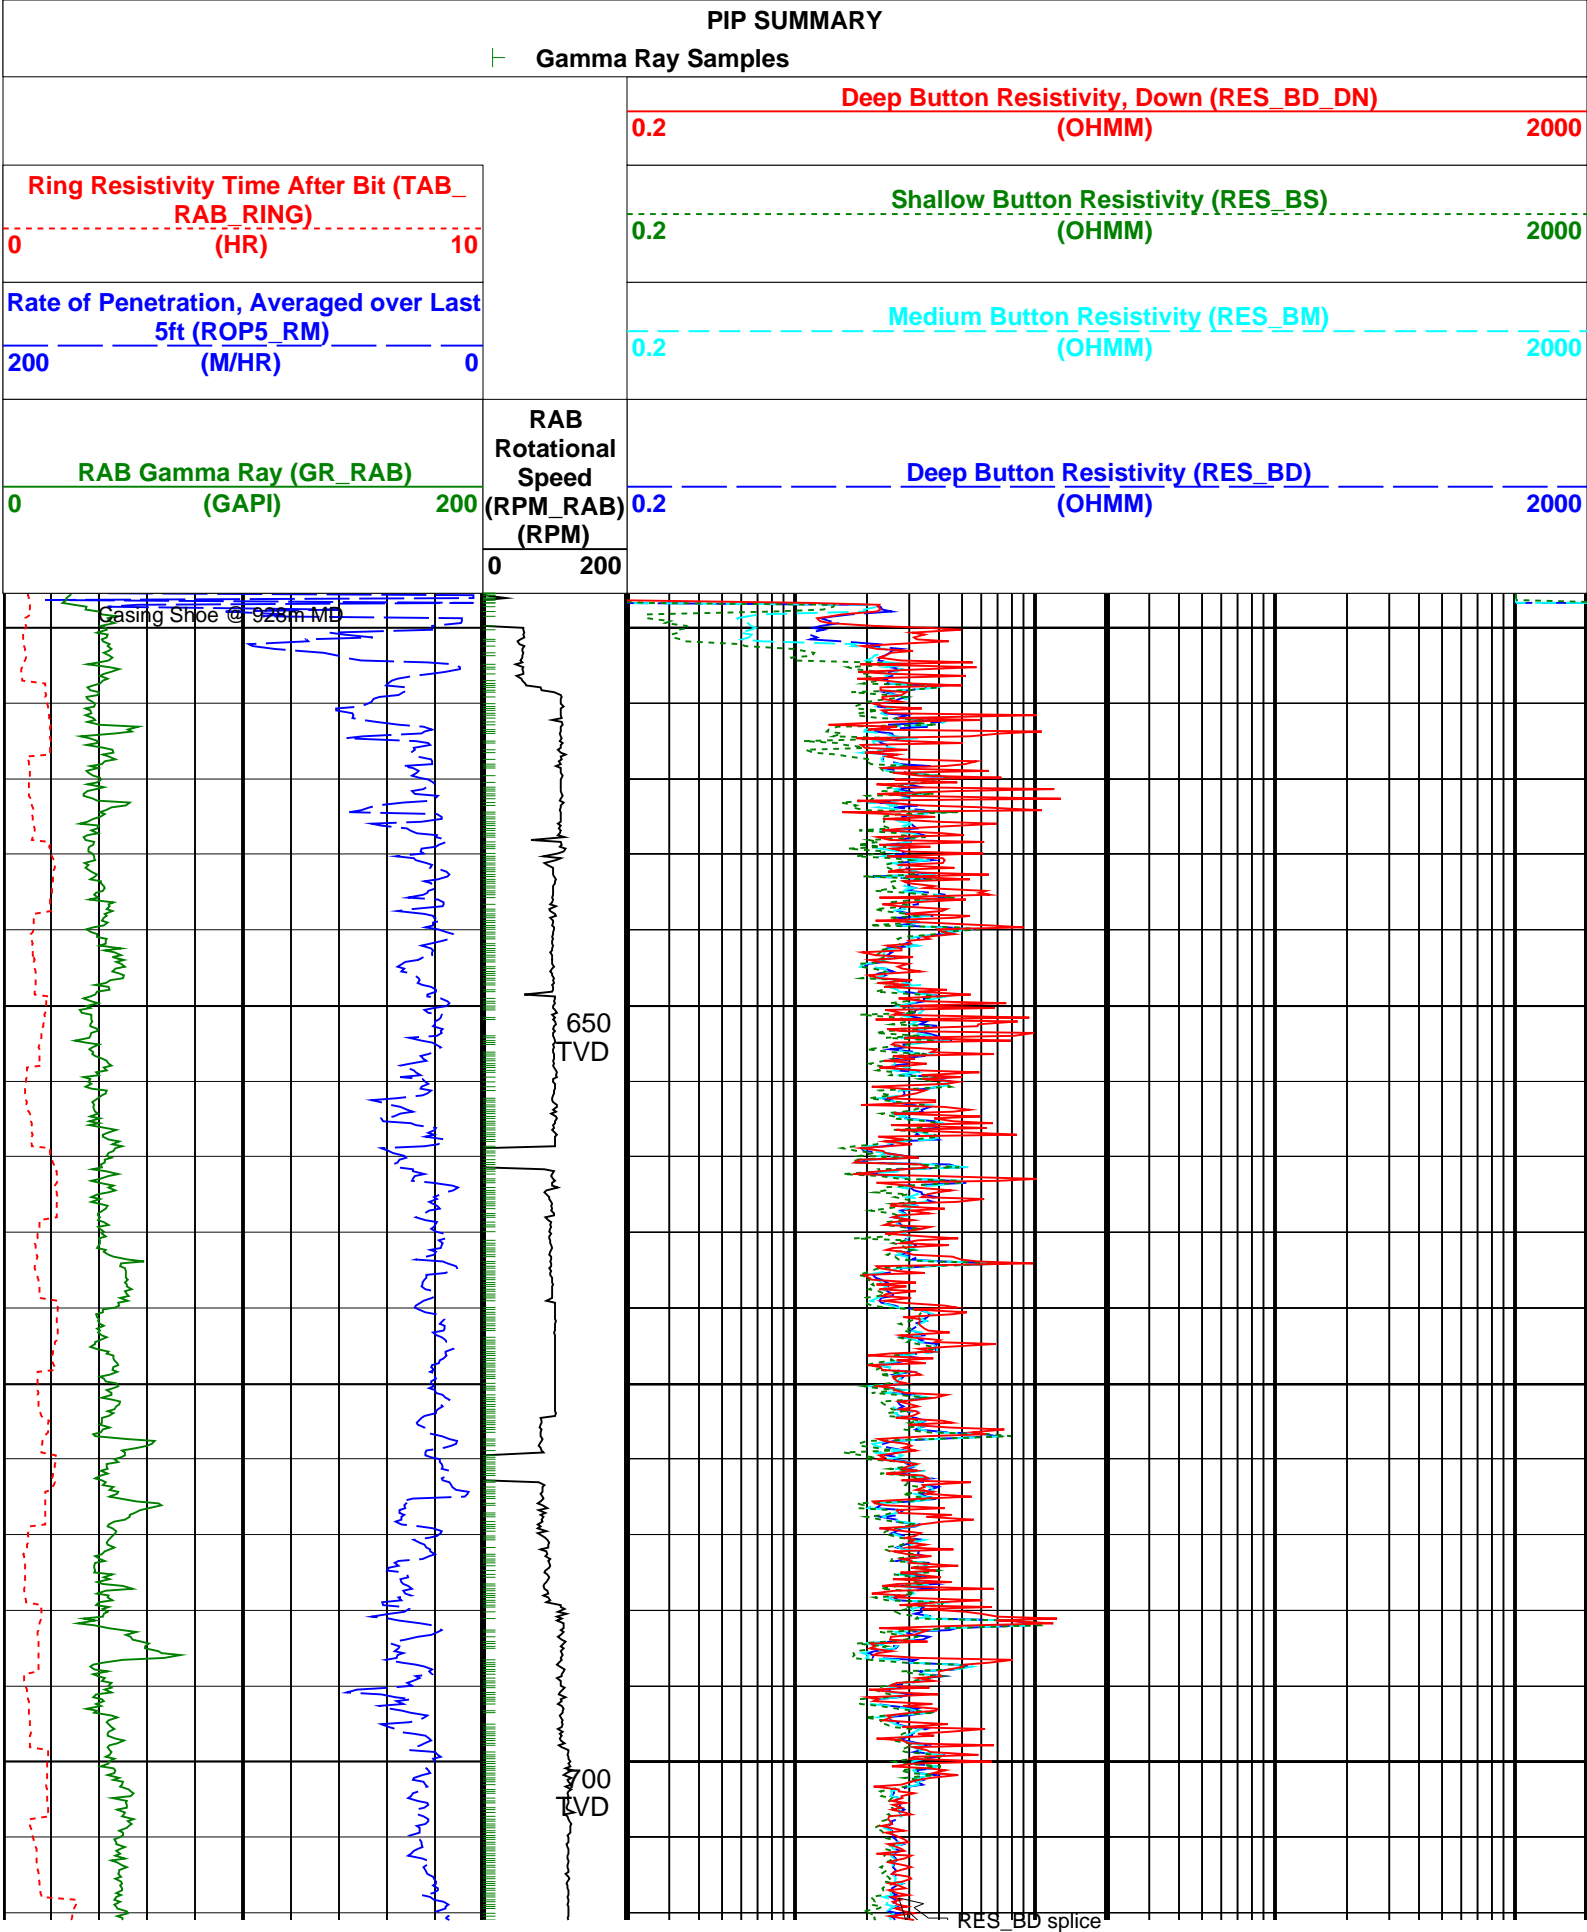 PIP SUMMARY
Gamma Ray Samples
Deep Button Resistivity, Down (RES_BD_DN)
0.2 (OHMM) 2000
Ring Resistivity Time After Bit (TAB_
RAB_RING)
0 (HR) 10
Shallow Button Resistivity (RES_BS)
0.2 (OHMM) 2000
Rate of Penetration, Averaged over Last
5ft (ROP5_RM)
200 (M/HR) 0
Medium Button Resistivity (RES_BM)
0.2 (OHMM) 2000
RAB Gamma Ray (GR_RAB)
0 (GAPI) 200
RAB
Rotational
Speed
(RPM_RAB)
(RPM)
0 200
Deep Button Resistivity (RES_BD)
0.2 (OHMM) 2000
Casing Shoe @ 928m MD
650
TVD
700
TVD
RES_BD splice